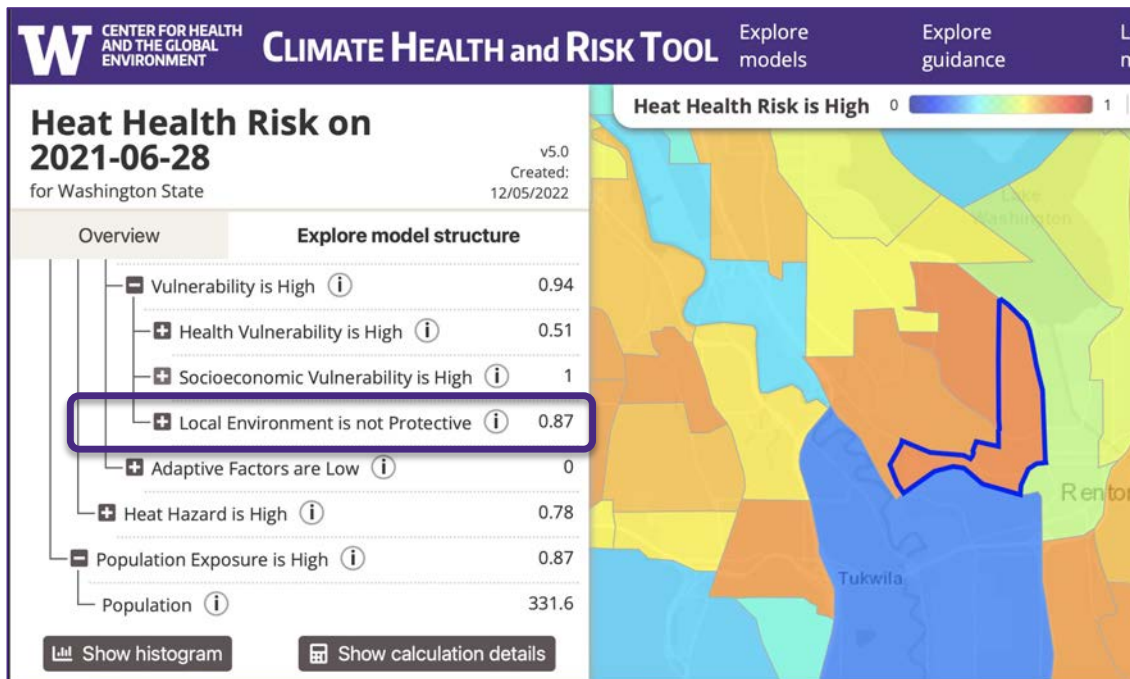 W
CENTER FOR HEALTH
AND THE GLOBAL
ENVIRONMENT
CLIMATE HEALTH and RISK TOOL
Explore
models
Explore
guidance
Heat Health Risk on
2021-06-28
for Washington State
v5.0
Created:
12/05/2022
Overview
Explore model structure
Vulnerability is High i 0.94
Health Vulnerability is High i 0.51
Socioeconomic Vulnerability is High i 1
Local Environment is not Protective i 0.87
Adaptive Factors are Low i 0
Heat Hazard is High i 0.78
Population Exposure is High i 0.87
Population i 331.6
Show histogram
Show calculation details
Heat Health Risk is High 0 1
Lake
Washington
Renton
Tukwila